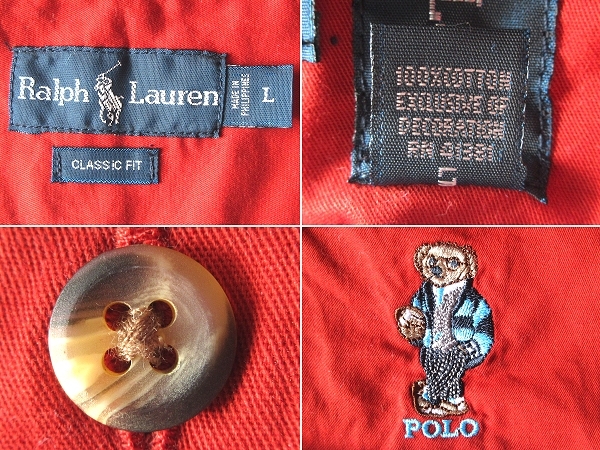 Ralph Lauren
MADE IN
PHILIPPINES
L
CLASSIC FIT
100%COTTON
EXCLUSIVE OF
DECORATION
RN 41381
POLO